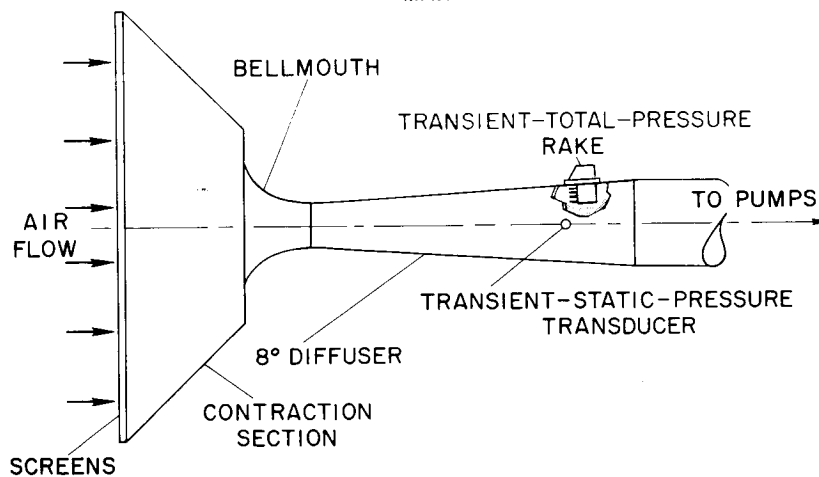 BELLMOUTH
TRANSIENT-TOTAL-PRESSURE
RAKE
AIR
FLOW
TO PUMPS
TRANSIENT-STATIC-PRESSURE
TRANSDUCER
8° DIFFUSER
CONTRACTION
SECTION
SCREENS